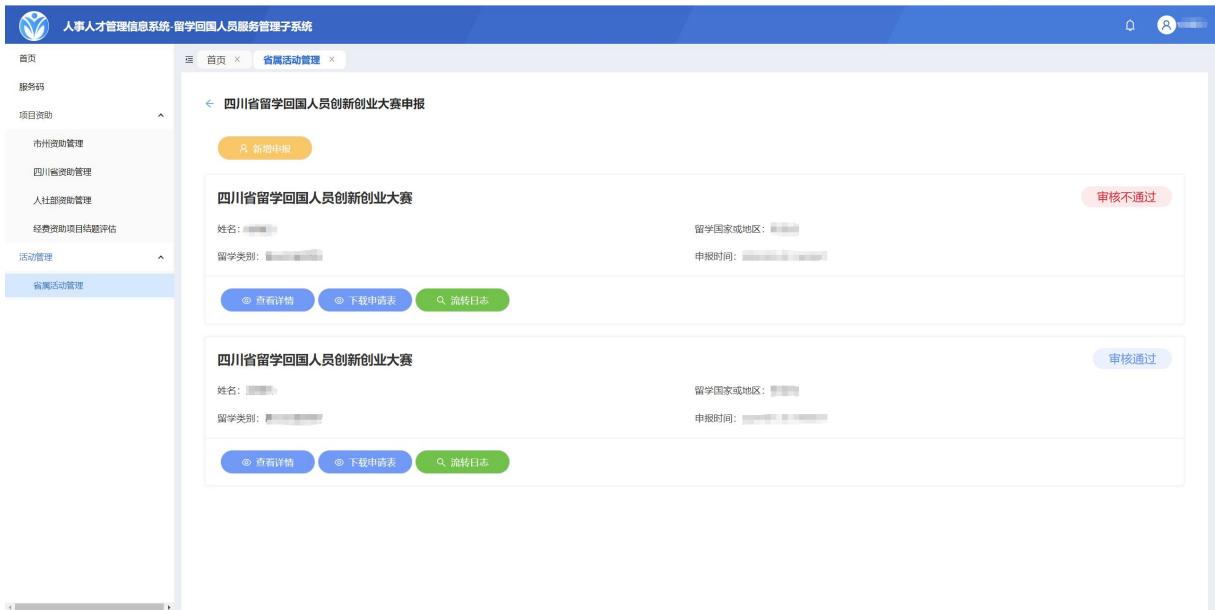 人事人才管理信息系统-留学回国人员服务管理子系统
首页
服务码
项目资助
市州资助管理
四川省资助管理
人社部资助管理
经费资助项目结题评估
活动管理
省属活动管理
首页 × 省属活动管理 ×
← 四川省留学回国人员创新创业大赛申报
新增申报
四川省留学回国人员创新创业大赛 审核不通过
姓名： 留学国家或地区：
留学类别： 申报时间：
查看详情 下载申请表 流转日志
四川省留学回国人员创新创业大赛 审核通过
姓名： 留学国家或地区：
留学类别： 申报时间：
查看详情 下载申请表 流转日志